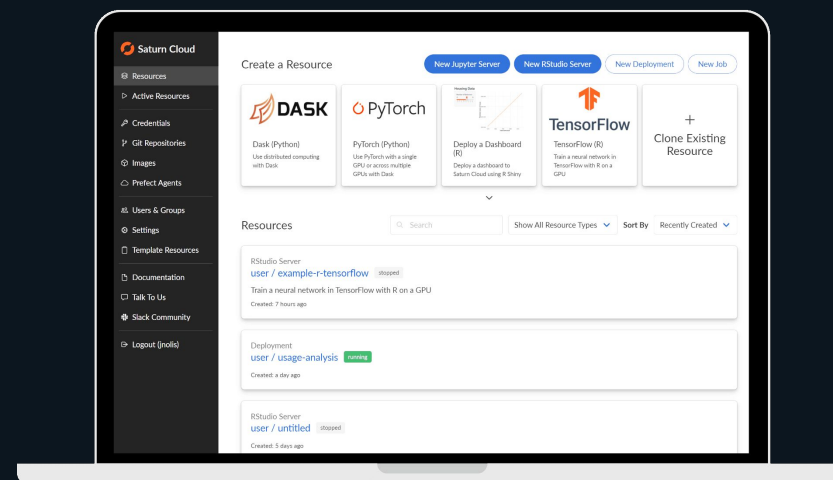 Saturn Cloud
Resources
Active Resources
Credentials
Git Repositories
Images
Prefect Agents
Users & Groups
Settings
Template Resources
Documentation
Talk To Us
Slack Community
Logout (jnolis)
Create a Resource
New Jupyter Server
New RStudio Server
New Deployment
New Job
DASK
Dask (Python)
Use distributed computing
with Dask
PyTorch
PyTorch (Python)
Use PyTorch with a single
GPU or across multiple
GPUs with Dask
Housing Data
Deploy a Dashboard
(R)
Deploy a dashboard to
Saturn Cloud using R Shiny
TensorFlow
TensorFlow (R)
Train a neural network in
TensorFlow with R on a
GPU
+
Clone Existing
Resource
Resources
Search
Show All Resource Types
Sort By
Recently Created
RStudio Server
user / example-r-tensorflow stopped
Train a neural network in TensorFlow with R on a GPU
Created: 7 hours ago
Deployment
user / usage-analysis running
Created: a day ago
RStudio Server
user / untitled stopped
Created: 5 days ago